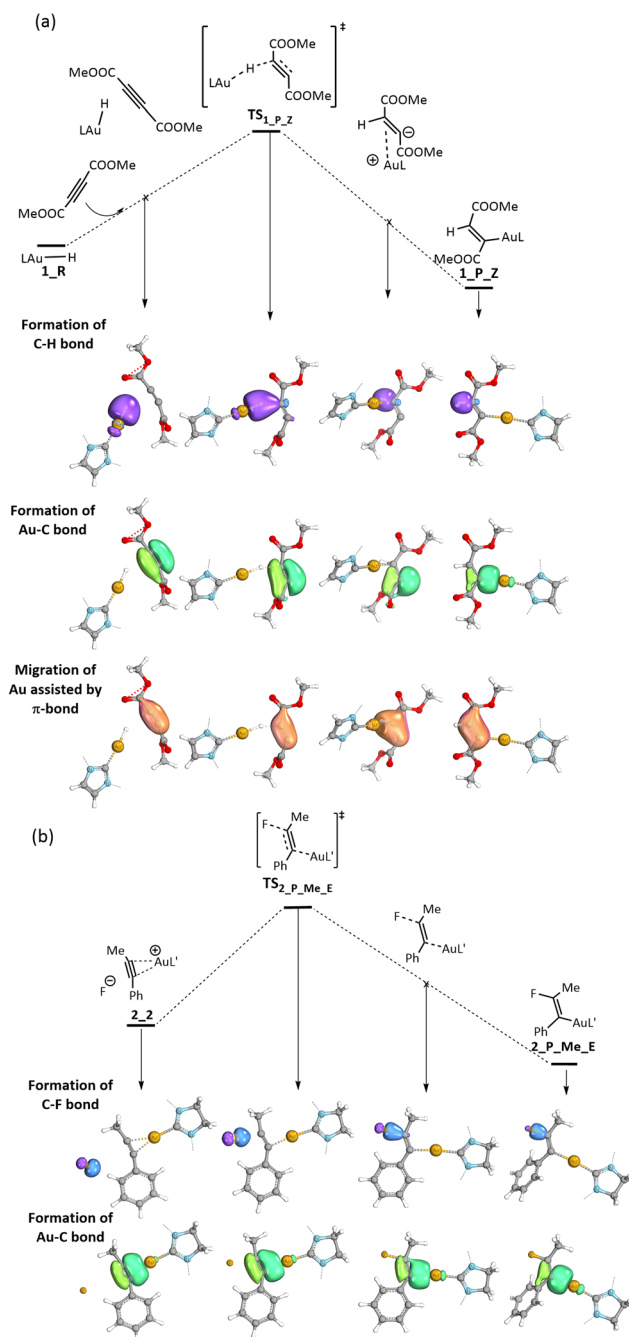 (a)
‡
COOMe
H
LAu
COOMe
TS1_P_Z
MeOOC
H
LAu
COOMe
COOMe
H
⊖
COOMe
⊕
AuL
COOMe
MeOOC
LAu—H
1_R
COOMe
H
AuL
MeOOC
1_P_Z
x
x
Formation of
C-H bond
Formation of
Au-C bond
Migration of
Au assisted by
π-bond
(b)
‡
F
Me
Ph
AuL'
TS2_P_Me_E
Me
⊕
AuL'
⊖
F
Ph
2_2
F
Me
Ph
AuL'
x
F
Me
Ph
AuL'
2_P_Me_E
Formation of
C-F bond
Formation of
Au-C bond